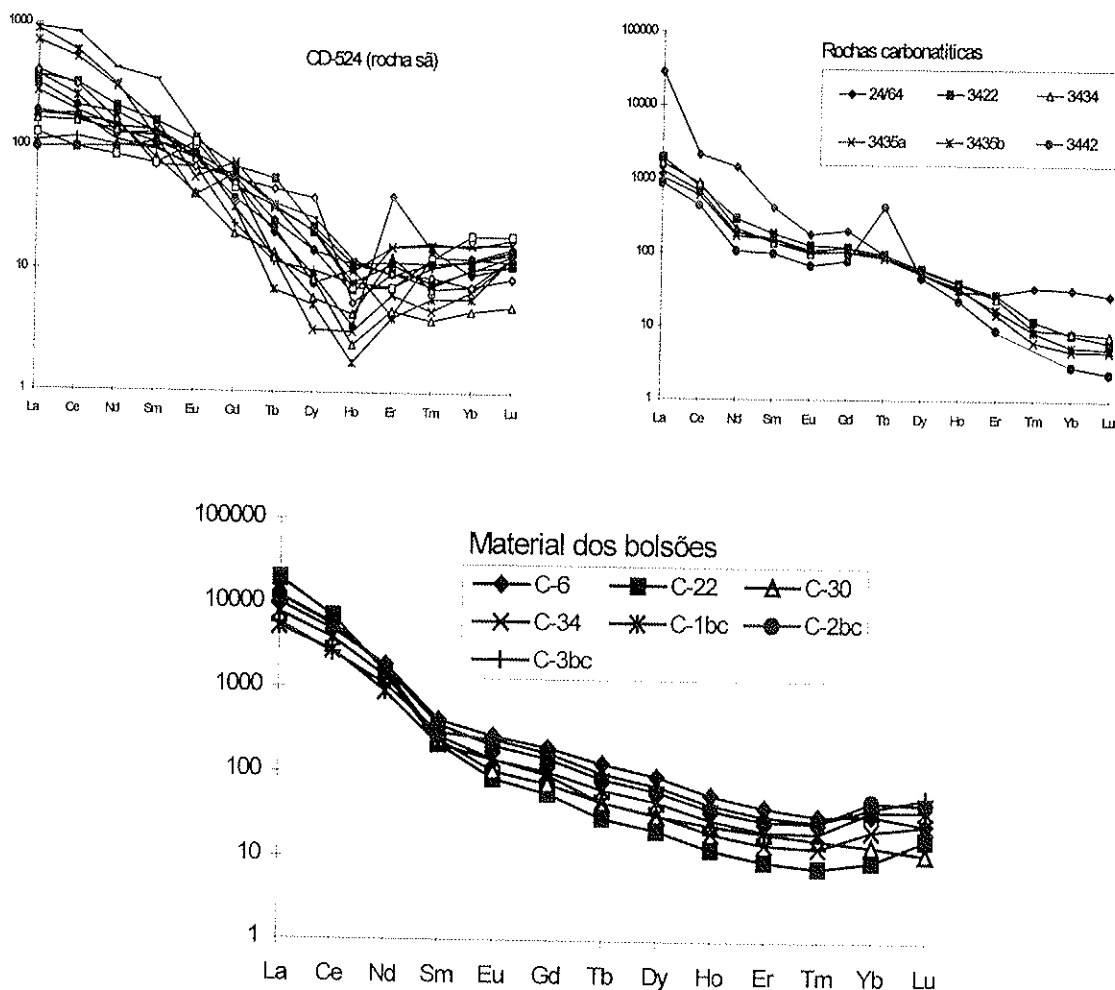 CD-524 (rocha sã)
1000
100
10
1
La Ce Nd Sm Eu Gd Tb Dy Ho Er Tm Yb Lu
Rochas carbonatíticas
24/64 3422 3434
3435a 3435b 3442
100000
10000
1000
100
10
1
La Ce Nd Sm Eu Gd Tb Dy Ho Er Tm Yb Lu
Material dos bolsões
C-6 C-22 C-30
C-34 C-1bc C-2bc
C-3bc
100000
10000
1000
100
10
1
La Ce Nd Sm Eu Gd Tb Dy Ho Er Tm Yb Lu